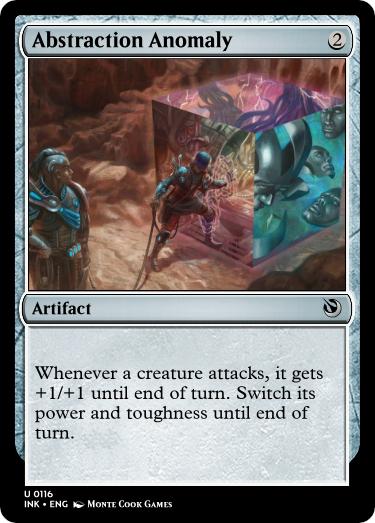 Abstraction Anomaly 2
Artifact
Whenever a creature attacks, it gets
+1/+1 until end of turn. Switch its
power and toughness until end of
turn.
U 0116
INK • ENG MONTE COOK GAMES